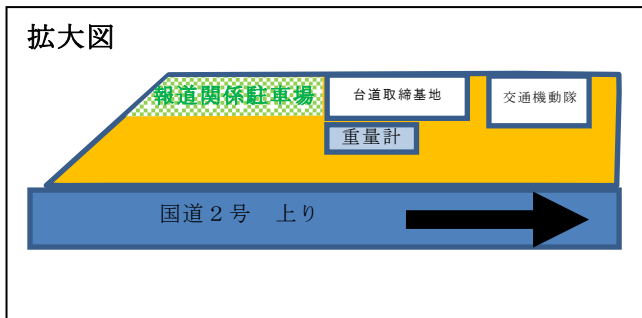 拡大図
報道関係駐車場
台道取締基地
交通機動隊
重量計
国道２号　上り